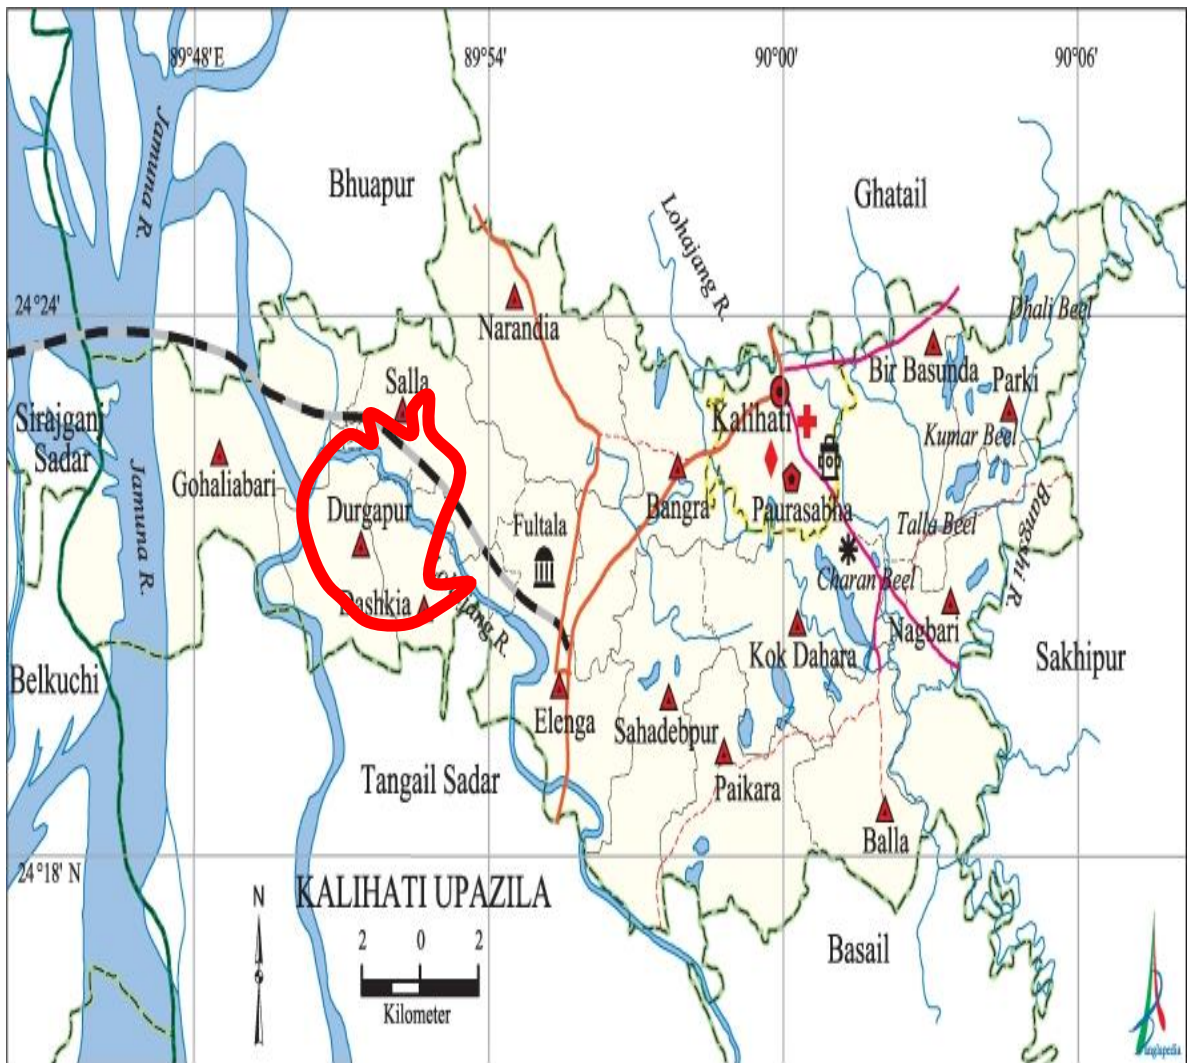 89°48'E
89°54'
90°00'
90°06'
Jamuna R.
Bhuapur
Ghatail
Lohajang R.
24°24'
Narandia
Dhali Beel
Bir Basunda
Parki
Salla
Sirajganj
Sadar
Kalihati
Kumar Beel
Gohaliabari
Jamuna R.
Durgapur
Bangra
Paurasabha
Fultala
Talla Beel
Bangshi R.
Charan Beel
Dashkia
Nagbari
Kok Dahara
Sakhipur
Belkuchi
Elenga
Sahadebpur
Tangail Sadar
Paikara
Balla
24°18' N
N
KALIHATI UPAZILA
2 0 2
Kilometer
Basail